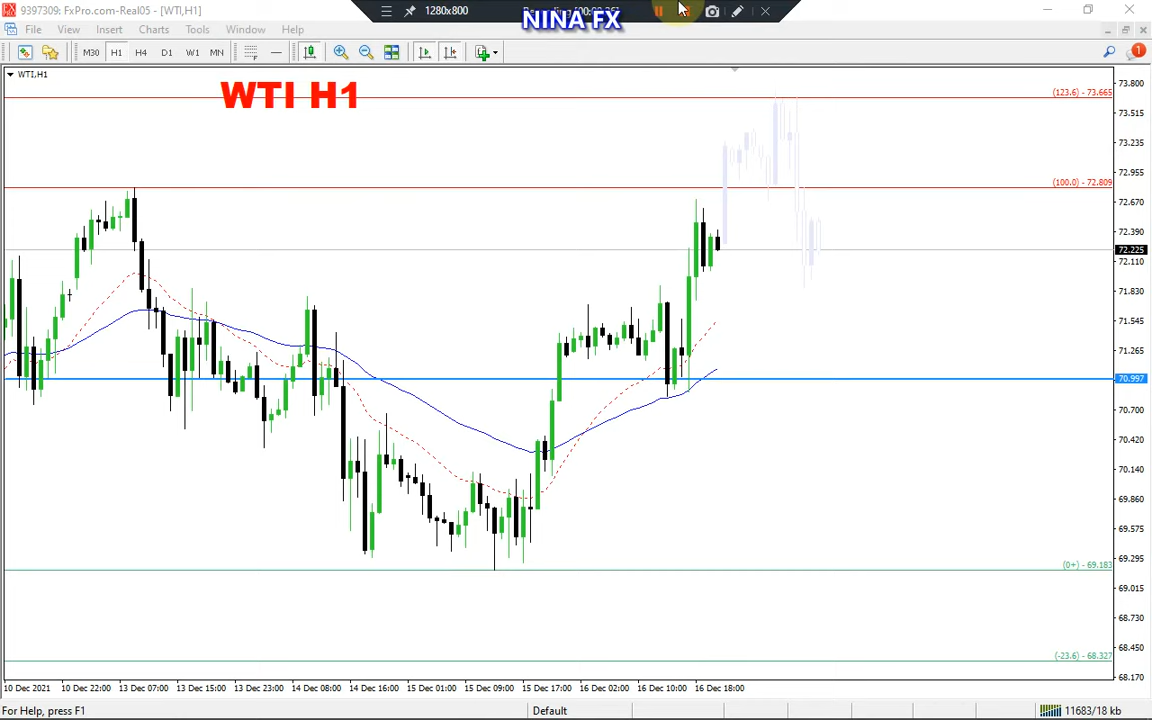 9397309: FxPro.com-Real05 - [WTI,H1]
1280x800
NINA FX
File View Insert Charts Tools Window Help
M30 H1 H4 D1 W1 MN
1
WTI,H1
WTI H1
73.800
(123.6) - 73.665
73.515
73.235
72.955
(100.0) - 72.809
72.670
72.390
72.225
72.110
71.830
71.545
71.265
70.997
70.700
70.420
70.140
69.860
69.575
69.295
(0+) - 69.183
69.015
68.730
68.450
(-23.6) - 68.327
68.170
10 Dec 2021 10 Dec 22:00 13 Dec 07:00 13 Dec 15:00 13 Dec 23:00 14 Dec 08:00 14 Dec 16:00 15 Dec 01:00 15 Dec 09:00 15 Dec 17:00 16 Dec 02:00 16 Dec 10:00 16 Dec 18:00
For Help, press F1 Default 11683/18 kb